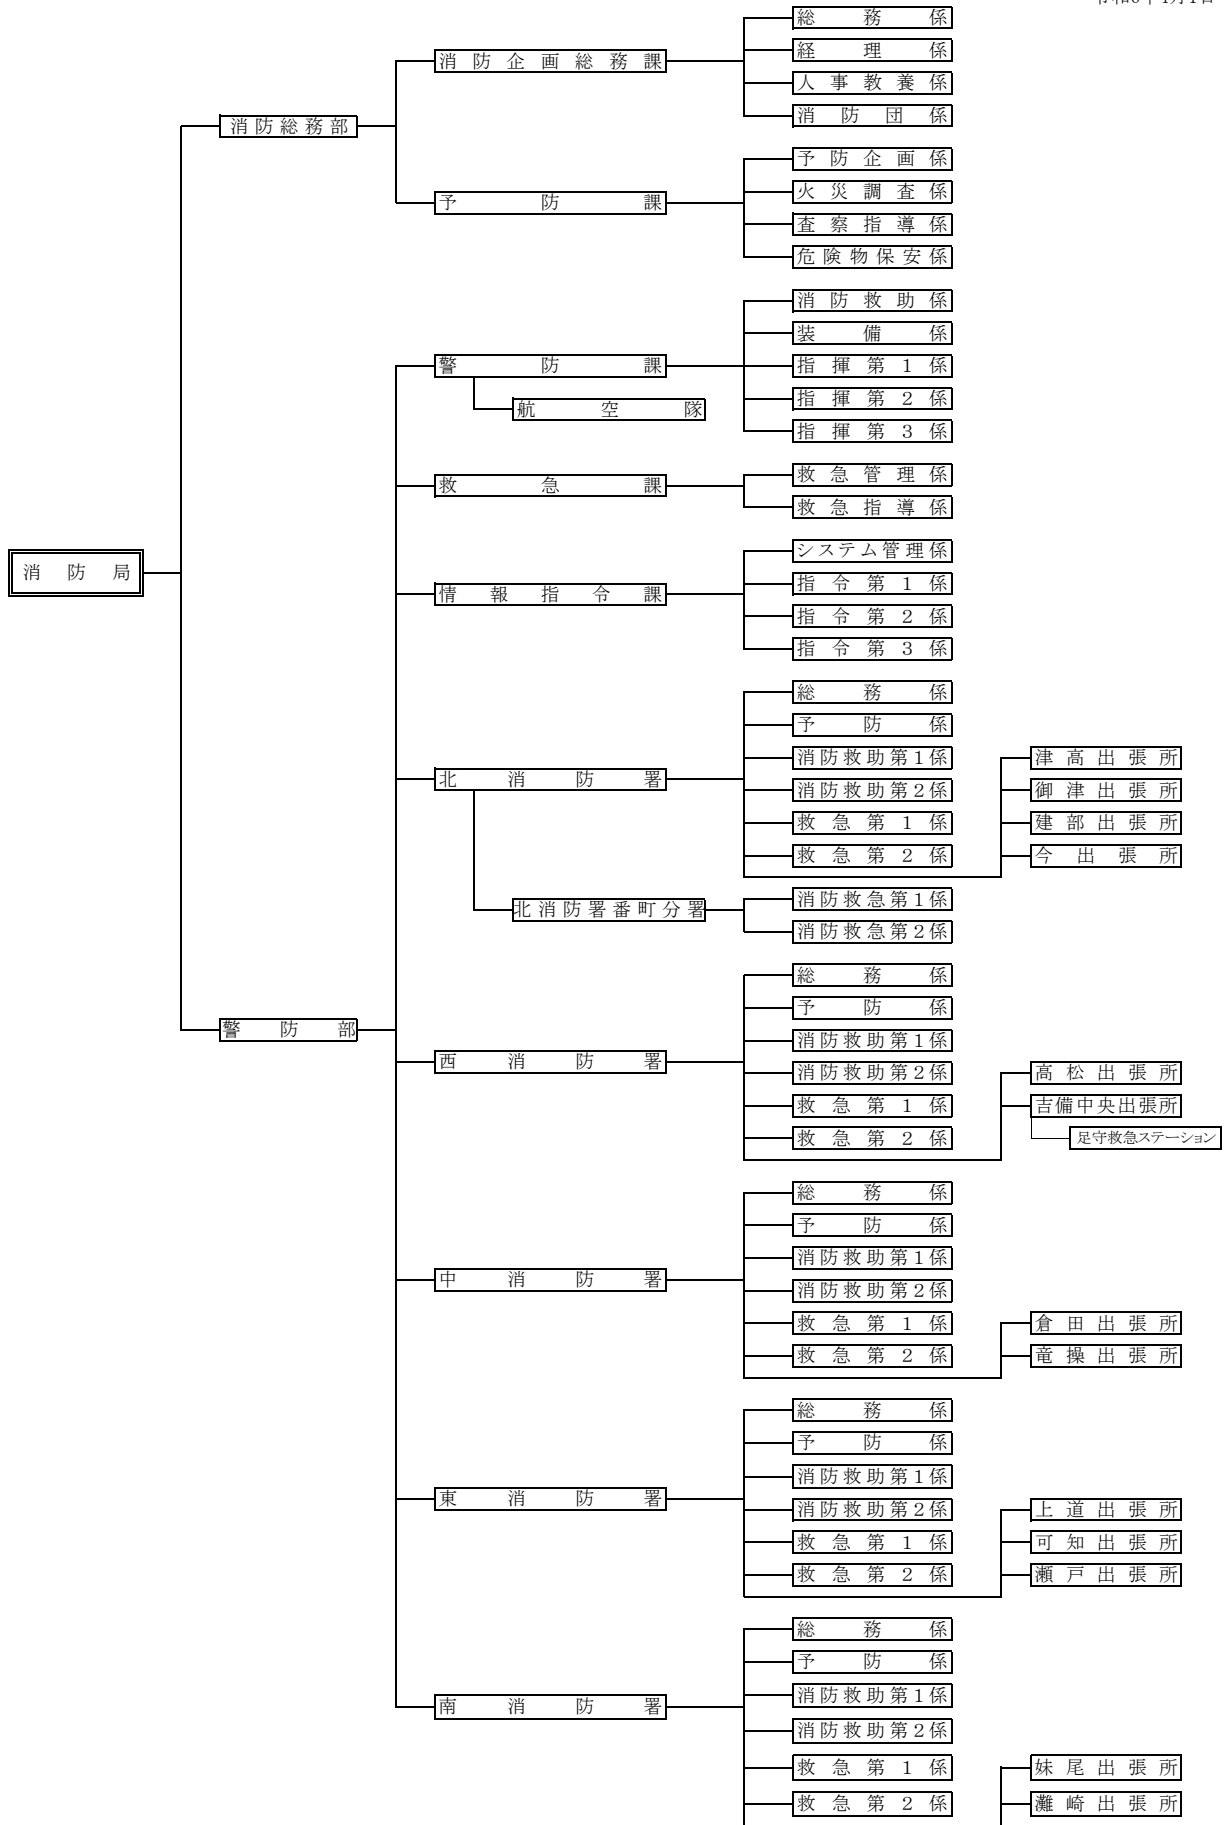 総務係
経理係
消防企画総務課
人事教養係
消防団係
消防総務部
予防企画係
火災調査係
予防課
査察指導係
危険物保安係
消防救助係
装備係
警防課
指揮第1係
航空隊
指揮第2係
指揮第3係
救急管理係
救急課
救急指導係
システム管理係
消防局
指令第1係
情報指令課
指令第2係
指令第3係
総務係
予防係
消防救助第1係
津高出張所
北消防署
消防救助第2係
御津出張所
救急第1係
建部出張所
救急第2係
今出張所
消防救急第1係
北消防署番町分署
消防救急第2係
総務係
予防係
警防部
消防救助第1係
西消防署
消防救助第2係
高松出張所
救急第1係
吉備中央出張所
救急第2係
足守救急ステーション
総務係
予防係
消防救助第1係
中消防署
消防救助第2係
救急第1係
倉田出張所
救急第2係
竜操出張所
総務係
予防係
消防救助第1係
東消防署
消防救助第2係
上道出張所
救急第1係
可知出張所
救急第2係
瀬戸出張所
総務係
予防係
消防救助第1係
南消防署
消防救助第2係
救急第1係
妹尾出張所
救急第2係
灘崎出張所